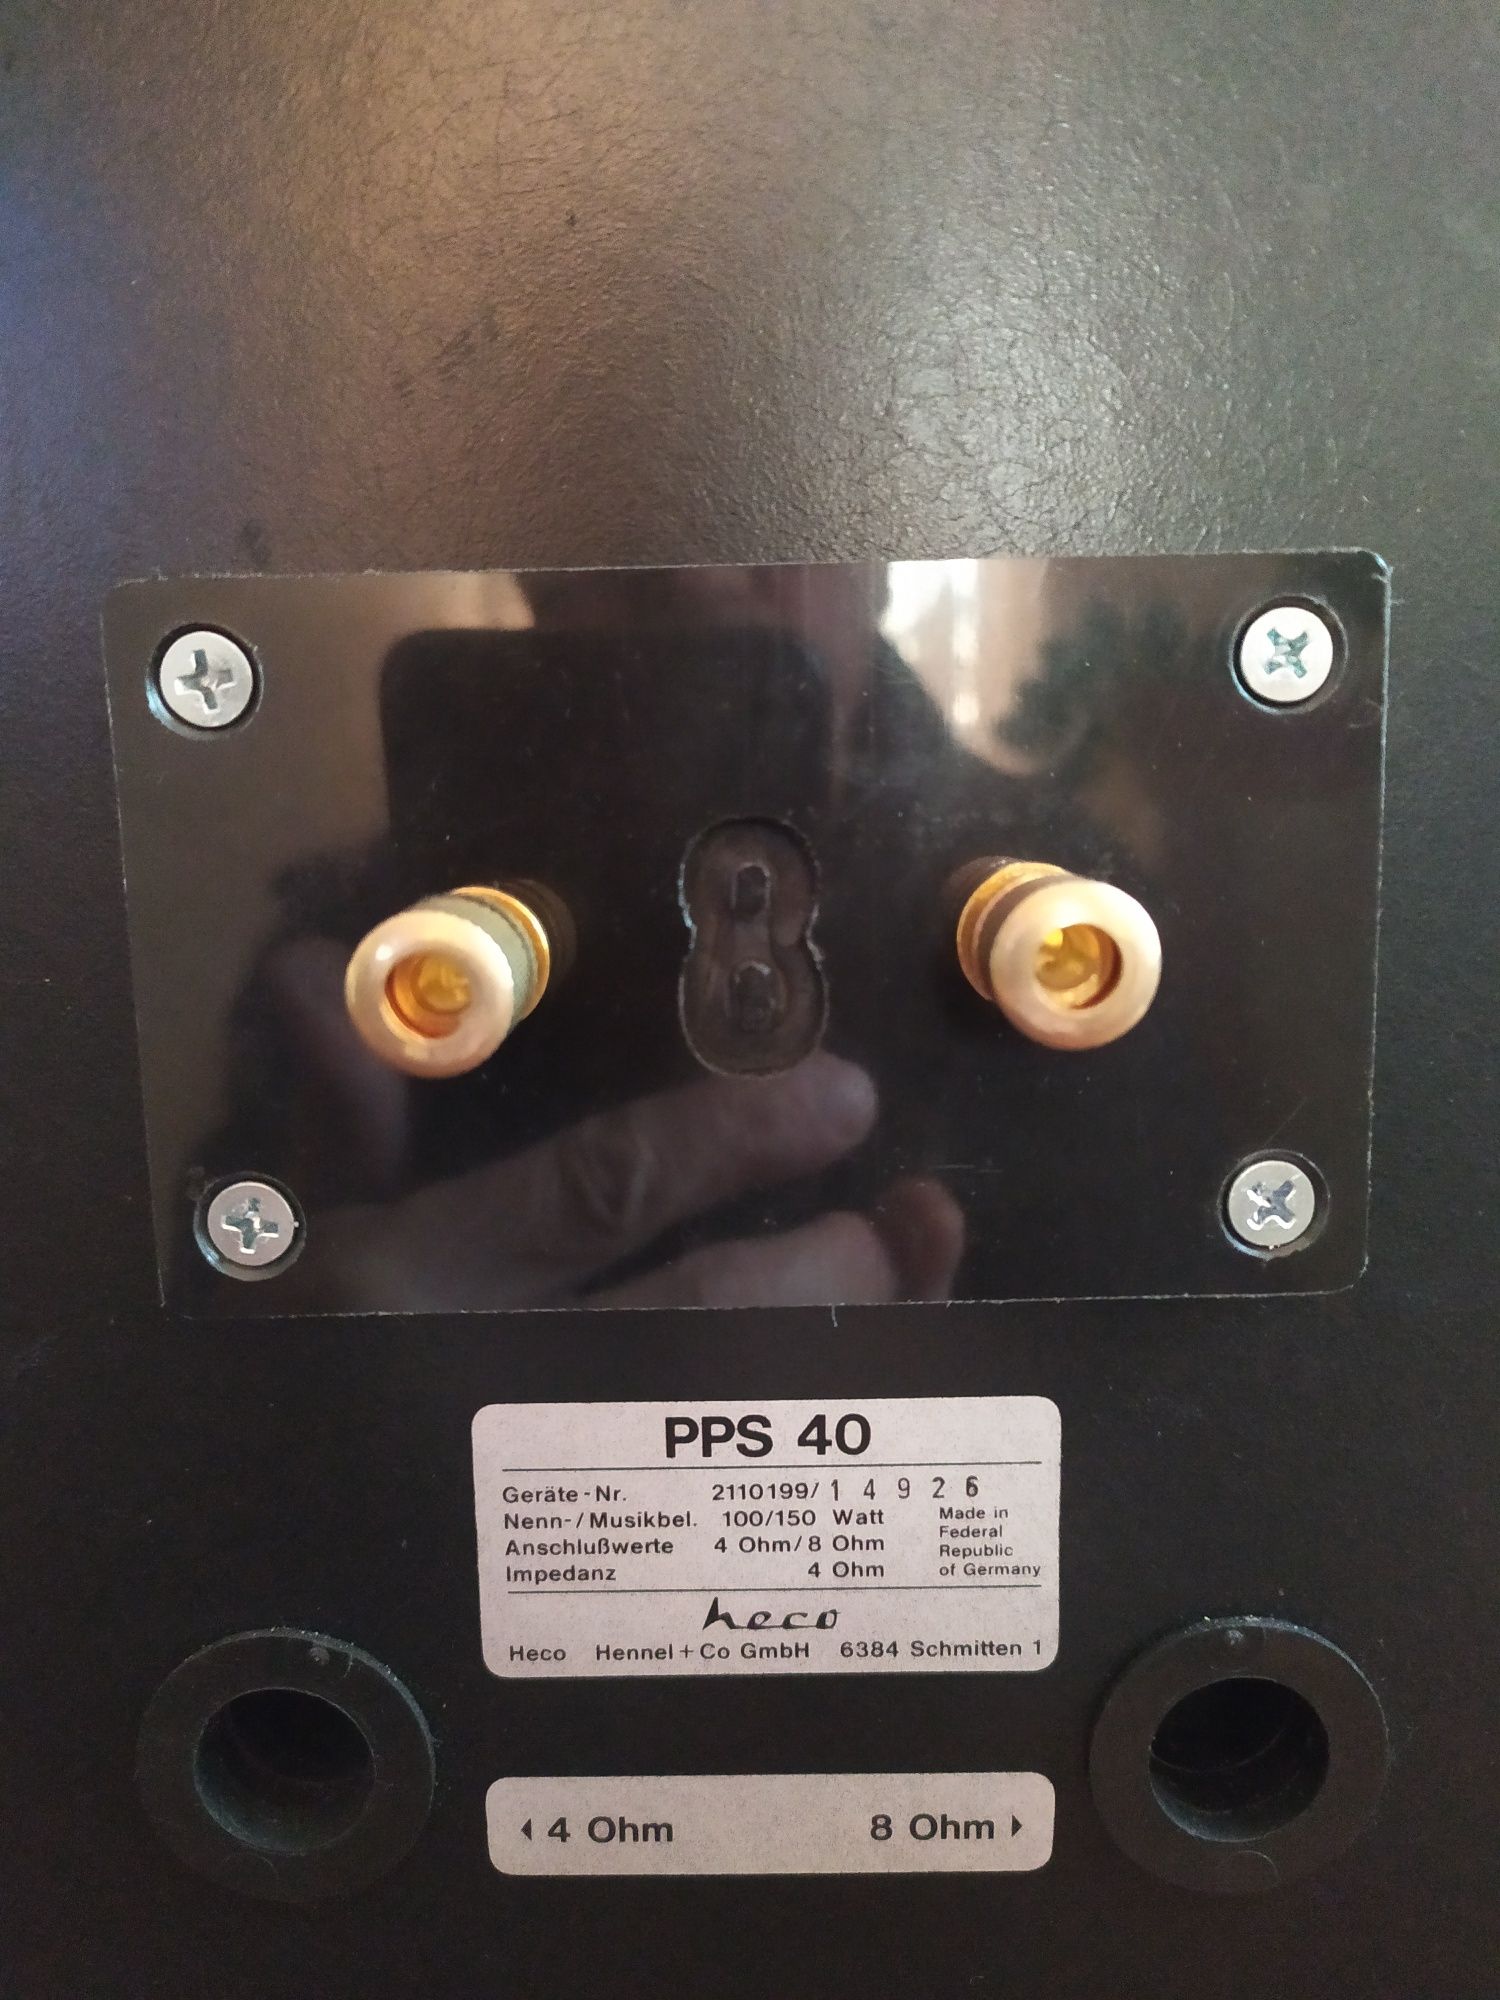 PPS 40
Geräte-Nr. 2110199/ 1 4 9 2 6
Nenn-/Musikbel. 100/150 Watt
Anschlußwerte 4 Ohm/8 Ohm
Impedanz 4 Ohm
Made in
Federal
Republic
of Germany
heco
Heco Hennel+Co GmbH 6384 Schmitten 1
4 Ohm 8 Ohm